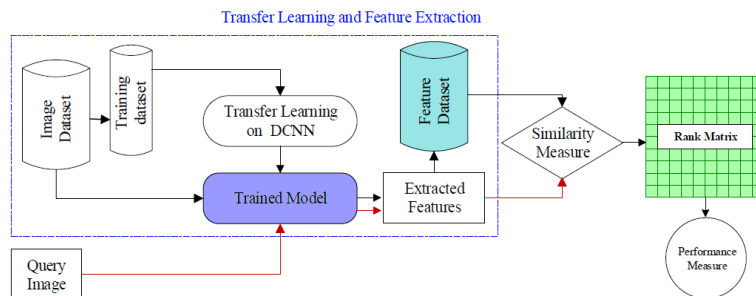 Transfer Learning and Feature Extraction
Image
Dataset
Training
dataset
Transfer Learning
on DCNN
Feature
Dataset
Similarity
Measure
Rank Matrix
Trained Model
Extracted
Features
Query
Image
Performance
Measure